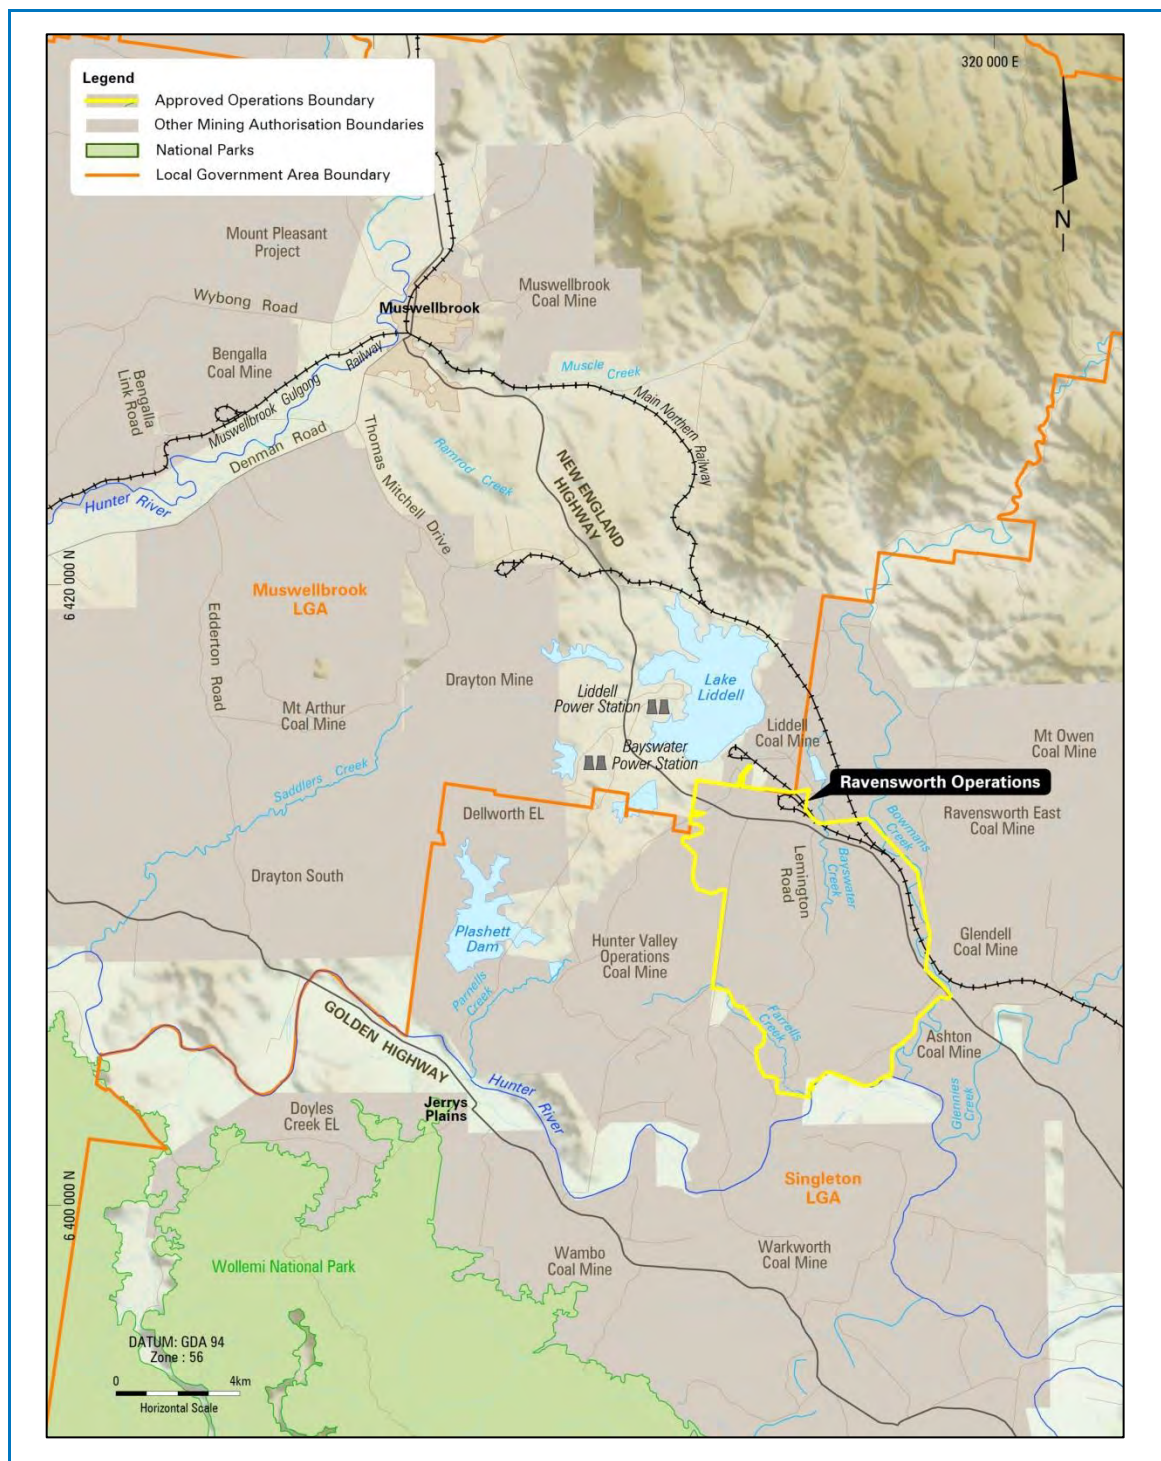 320 000 E
Legend
Approved Operations Boundary
Other Mining Authorisation Boundaries
National Parks
Local Government Area Boundary
N
Mount Pleasant
Project
Wybong Road
Muswellbrook
Muswellbrook
Coal Mine
Bengalla
Coal Mine
Bengalla
Link Road
Muswellbrook Gulgong Railway
Denman Road
Hunter River
Muscle
Creek
Main Northern Railway
Thomas Mitchell Drive
Ramrod Creek
NEW ENGLAND
HIGHWAY
6 420 000 N
Muswellbrook
LGA
Edderton Road
Drayton Mine
Mt Arthur
Coal Mine
Saddlers Creek
Lake
Liddell
Liddell
Power Station
Bayswater
Power Station
Liddell
Coal Mine
Mt Owen
Coal Mine
Ravensworth Operations
Dellworth EL
Ravensworth East
Coal Mine
Bowmans
Creek
Lemington
Road
Bayswater
Creek
Drayton South
Plashett
Dam
Hunter Valley
Operations
Coal Mine
Glendell
Coal Mine
Parnells
Creek
Farrells
Creek
GOLDEN HIGHWAY
Ashton
Coal Mine
Glennies
Creek
Hunter River
Jerrys
Plains
Doyles
Creek EL
Singleton
LGA
6 400 000 N
Wollemi National Park
Wambo
Coal Mine
Warkworth
Coal Mine
DATUM: GDA 94
Zone : 56
0 4km
Horizontal Scale